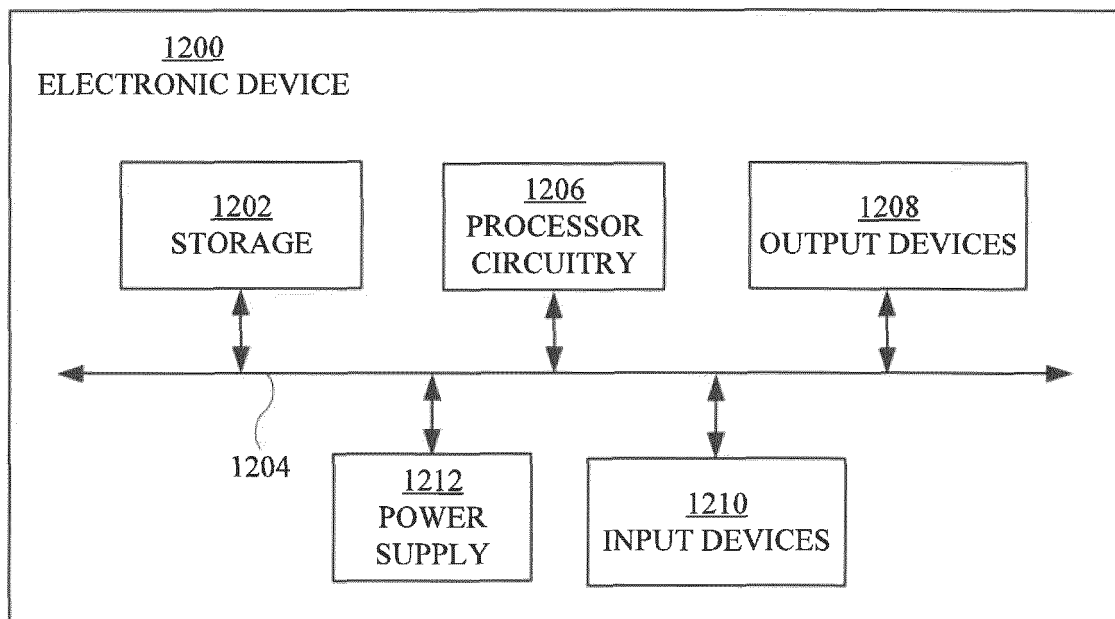 1200
ELECTRONIC DEVICE
1202
STORAGE
1206
PROCESSOR
CIRCUITRY
1208
OUTPUT DEVICES
1204
1212
POWER
SUPPLY
1210
INPUT DEVICES